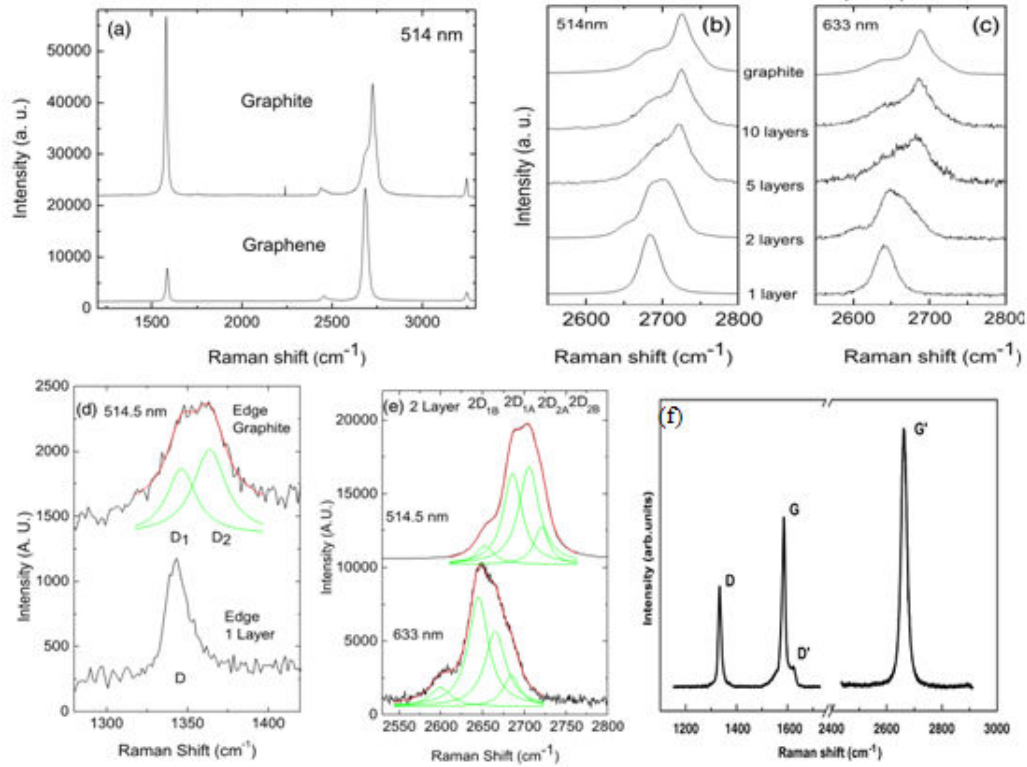 (a)
514 nm
Graphite
Graphene
Intensity (a. u.)
50000
40000
30000
20000
10000
0
1500 2000 2500 3000
Raman shift (cm-1)
514nm (b)
Intensity (a. u.)
2600 2700 2800
Raman shift (cm-1)
graphite
10 layers
5 layers
2 layers
1 layer
633 nm (c)
2600 2700 2800
Raman shift (cm-1)
(d) 514.5 nm
Edge
Graphite
D1 D2
Edge
1 Layer
D
Intensity (A. U.)
2500
2000
1500
1000
500
0
1300 1350 1400
Raman Shift (cm-1)
(e) 2 Layer 2D1B 2D1A 2D2A 2D2B
514.5 nm
633 nm
Intensity (A.U.)
20000
15000
10000
5000
0
2550 2600 2650 2700 2750 2800
Raman Shift (cm-1)
(f)
G'
G
D
D'
Intensity (arb.units)
1200 1400 1600 2600 2800 3000
Raman shift (cm-1)